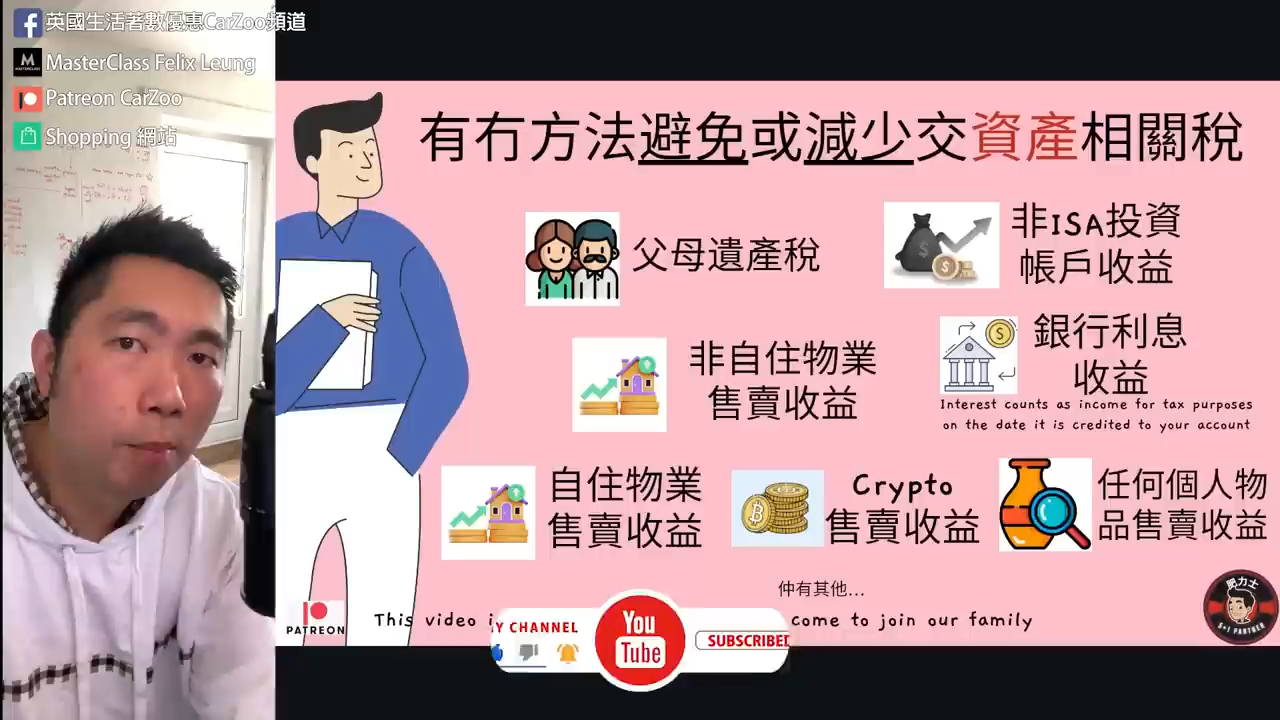 英國生活著數優惠CarZoo頻道
MasterClass Felix Leung
Patreon CarZoo
Shopping 網站
有冇方法避免或減少交資產相關稅
父母遺產稅
非ISA投資
帳戶收益
非自住物業
售賣收益
銀行利息
收益
Interest counts as income for tax purposes
on the date it is credited to your account
自住物業
售賣收益
Crypto
售賣收益
任何個人物
品售賣收益
仲有其他...
This video i
come to join our family
PATREON
Y CHANNEL
You
Tube
SUBSCRIBED
肥力士
S+1 PARTNER